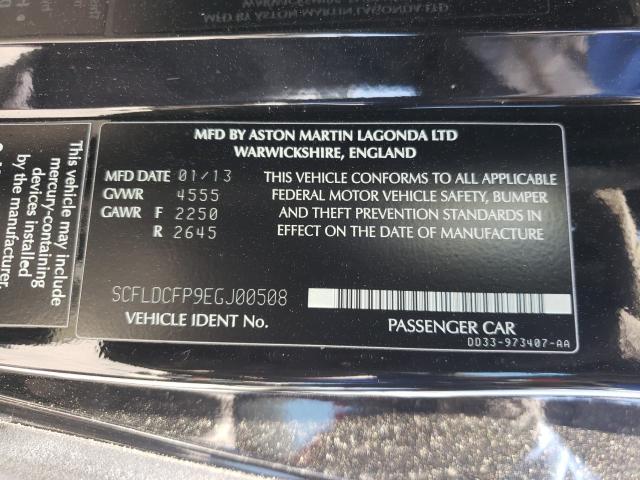 MFD BY ASTON MARTIN LAGONDA LTD
WARWICKSHIRE, ENGLAND
MFD DATE 01/13
GVWR 4555
GAWR F 2250
R 2645
THIS VEHICLE CONFORMS TO ALL APPLICABLE
FEDERAL MOTOR VEHICLE SAFETY, BUMPER
AND THEFT PREVENTION STANDARDS IN
EFFECT ON THE DATE OF MANUFACTURE
SCFLDCFP9EGJ00508
VEHICLE IDENT No.
PASSENGER CAR
DD33-973407-AA
This vehicle may include
mercury-containing
devices installed
by the manufacturer.